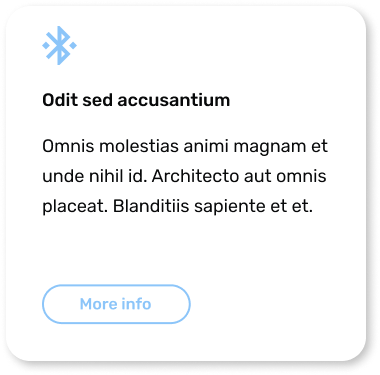 Odit sed accusantium
Omnis molestias animi magnam et
unde nihil id. Architecto aut omnis
placeat. Blanditiis sapiente et et.
More info